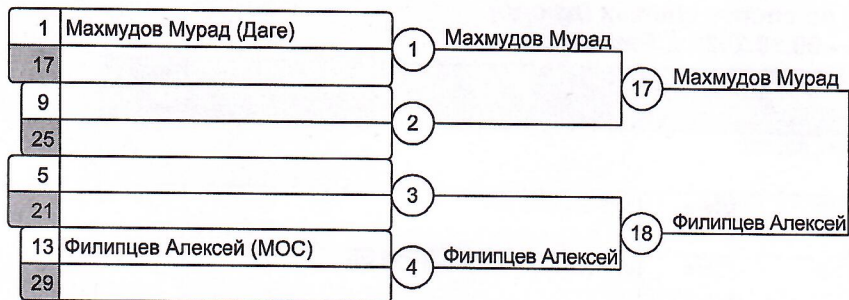 1 Махмудов Мурад (Даге)
17
1 Махмудов Мурад
9
25
2
17 Махмудов Мурад
5
21
3
13 Филипцев Алексей (МОС)
29
4 Филипцев Алексей
18 Филипцев Алексей